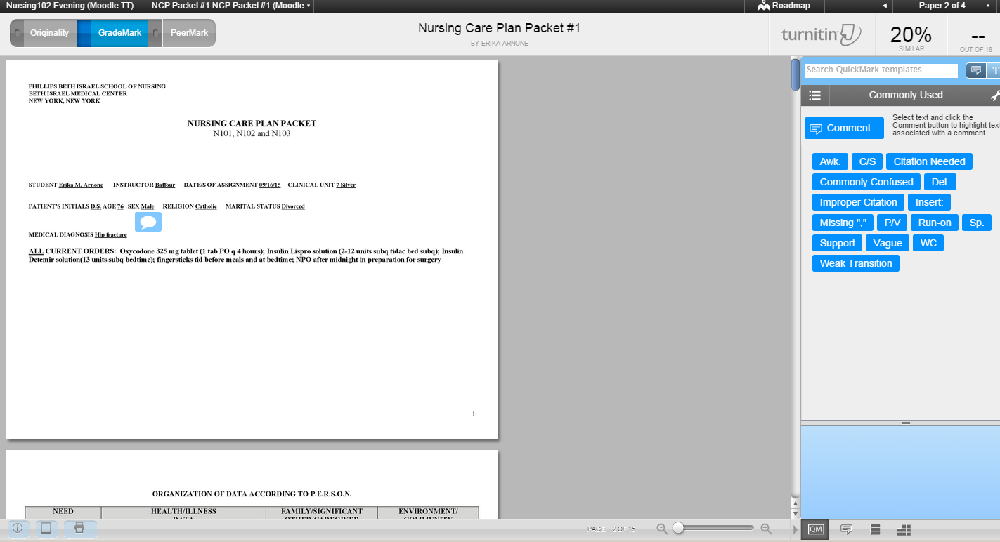 Nursing102 Evening (Moodle TT) NCP Packet#1 NCP Packet#1 (Moodle... Roadmap Paper 2 of 4
Originality GradeMark PeerMark
Nursing Care Plan Packet #1
BY ERIKA ARNONE
turnitin
20%
SIMILAR
--
OUT OF 18
PHILLIPS BETH ISRAEL SCHOOL OF NURSING
BETH ISRAEL MEDICAL CENTER
NEW YORK, NEW YORK
NURSING CARE PLAN PACKET
N101, N102 and N103
STUDENT Erika M. Arnone INSTRUCTOR Baffour DATE/S OF ASSIGNMENT 09/16/15 CLINICAL UNIT 7 Silver
PATIENT'S INITIALS D.S. AGE 76 SEX Male RELIGION Catholic MARITAL STATUS Divorced
MEDICAL DIAGNOSIS Hip fracture
ALL CURRENT ORDERS: Oxycodone 325 mg tablet (1 tab PO q 4 hours); Insulin Lispro solution (2-12 units subq tidac bed subq); Insulin
Detemir solution(13 units subq bedtime); fingersticks tid before meals and at bedtime; NPO after midnight in preparation for surgery
1
ORGANIZATION OF DATA ACCORDING TO P.E.R.S.O.N.
NEED HEALTH/ILLNESS FAMILY/SIGNIFICANT ENVIRONMENT/
Search QuickMark templates
T
Commonly Used
Comment
Select text and click the
Comment button to highlight text
associated with a comment.
Awk. C/S Citation Needed
Commonly Confused Del.
Improper Citation Insert:
Missing "," P/V Run-on Sp.
Support Vague WC
Weak Transition
PAGE: 2 OF 15
QM